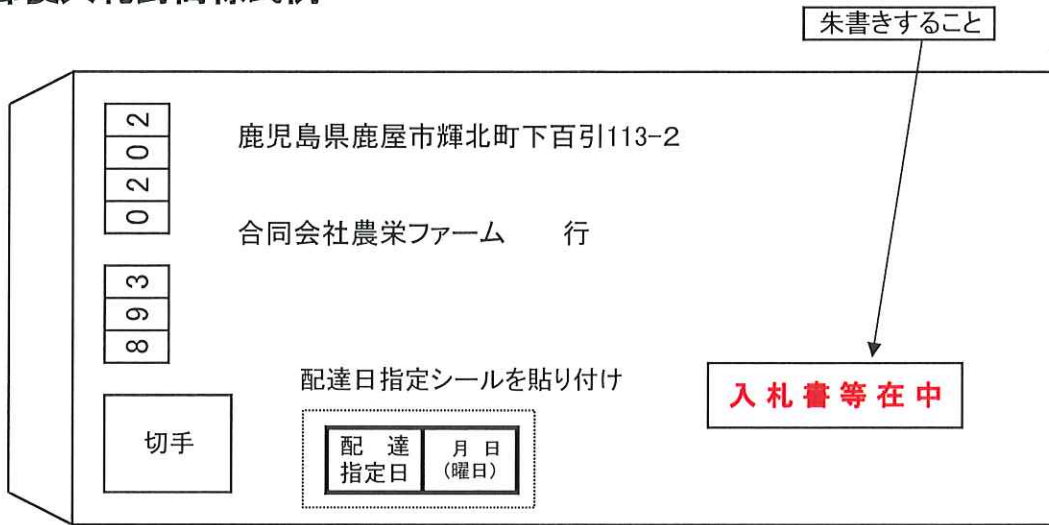 朱書きすること
鹿児島県鹿屋市輝北町下百引113-2
合同会社農栄ファーム　行
893
0202
配達日指定シールを貼り付け
入札書等在中
切手
配達
指定日
月日
(曜日)